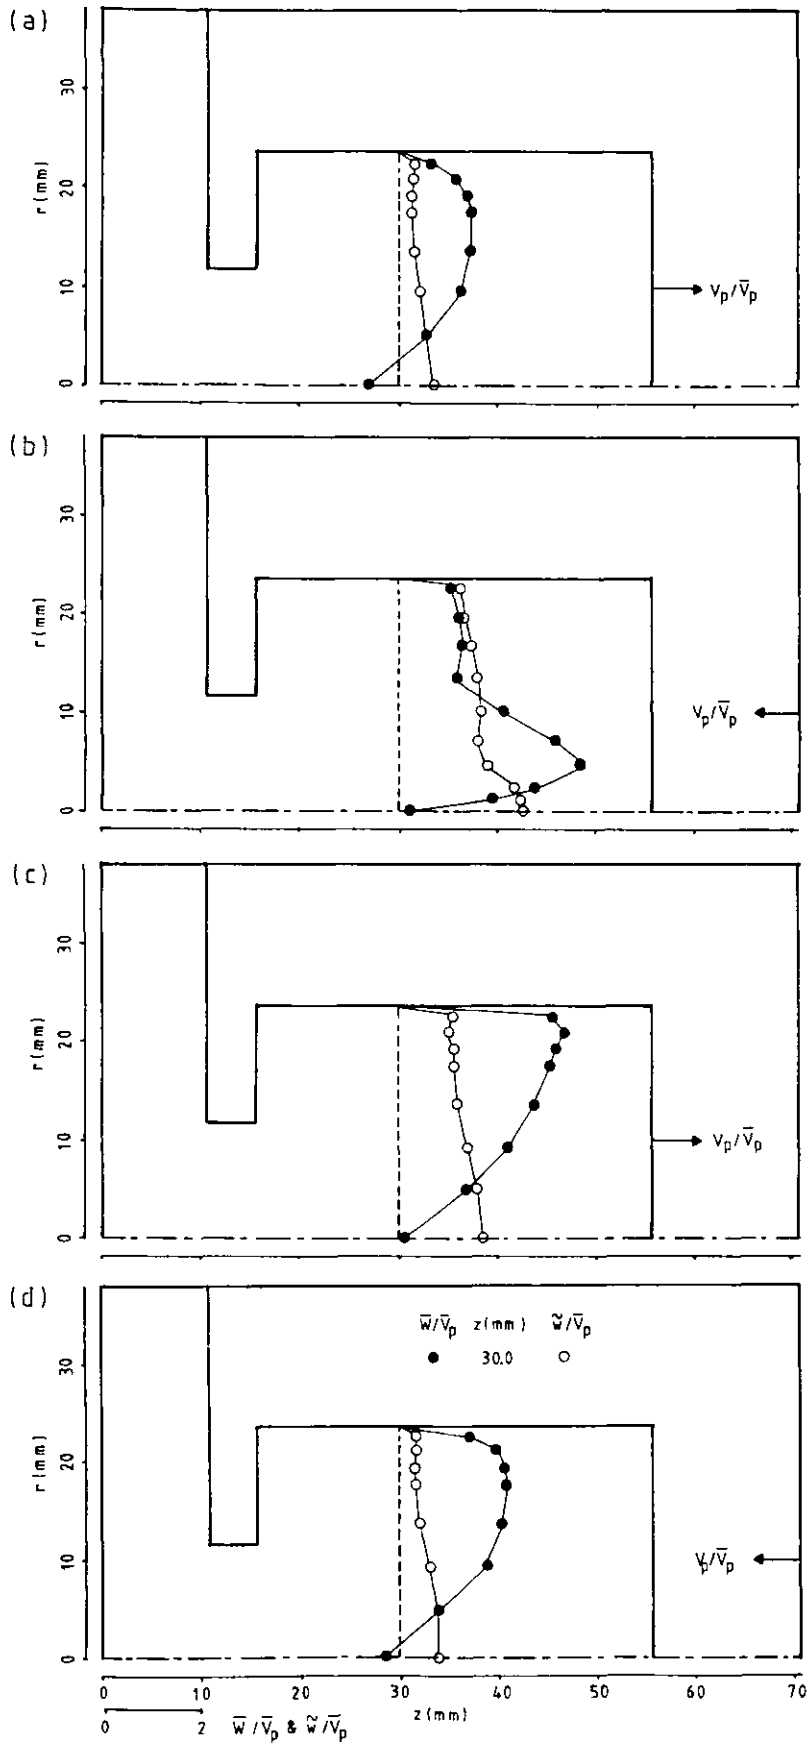 (a)
30
20
10
0
r(mm)
Vp/V̄p
(b)
30
20
10
0
r(mm)
Vp/V̄p
(c)
30
20
10
0
r(mm)
Vp/V̄p
(d)
W̄/V̄p z(mm) w̃/V̄p
● 30.0 ○
30
20
10
0
r(mm)
Vp/V̄p
0 10 20 30 40 50 60 70
z(mm)
0 2 W̄/V̄p & w̃/V̄p